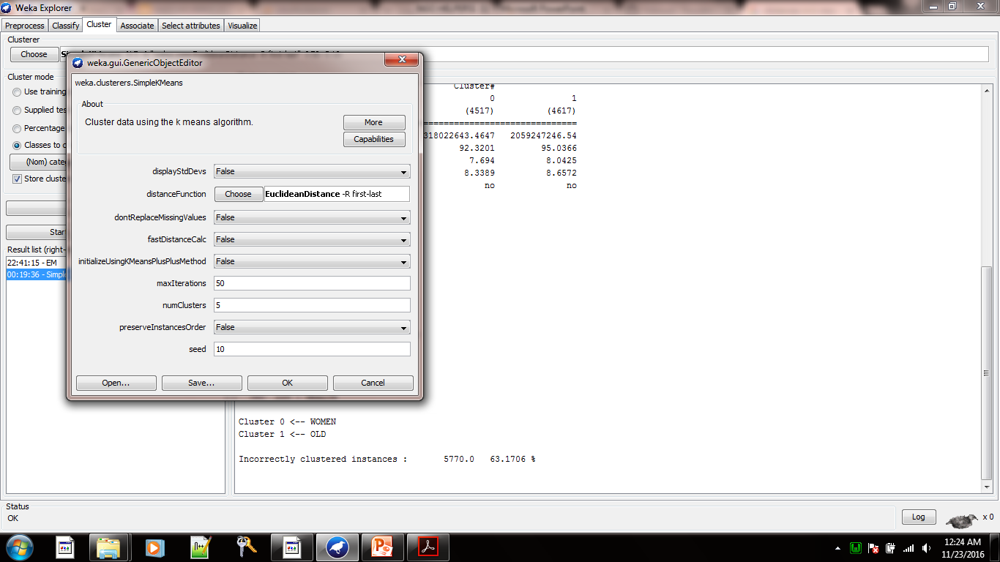 Weka Explorer
Preprocess Classify Cluster Associate Select attributes Visualize
Clusterer
Choose
weka.gui.GenericObjectEditor
weka.clusterers.SimpleKMeans
About
Cluster data using the k means algorithm.
More
Capabilities
displayStdDevs False
distanceFunction Choose EuclideanDistance -R first-last
dontReplaceMissingValues False
fastDistanceCalc False
initializeUsingKMeansPlusPlusMethod False
maxIterations 50
numClusters 5
preserveInstancesOrder False
seed 10
Open... Save... OK Cancel
Cluster mode
Use training
Supplied tes
Percentage
Classes to c
(Nom) cate
Store cluste
Star
Result list (right-
22:41:15 - EM
00:19:36 - Simple
Cluster#
0 1
(4517) (4617)
==============================
318022643.4647 2059247246.54
92.3201 95.0366
7.694 8.0425
8.3389 8.6572
no no
Cluster 0 <-- WOMEN
Cluster 1 <-- OLD
Incorrectly clustered instances : 5770.0 63.1706 %
Status
OK
Log
x 0
12:24 AM
11/23/2016